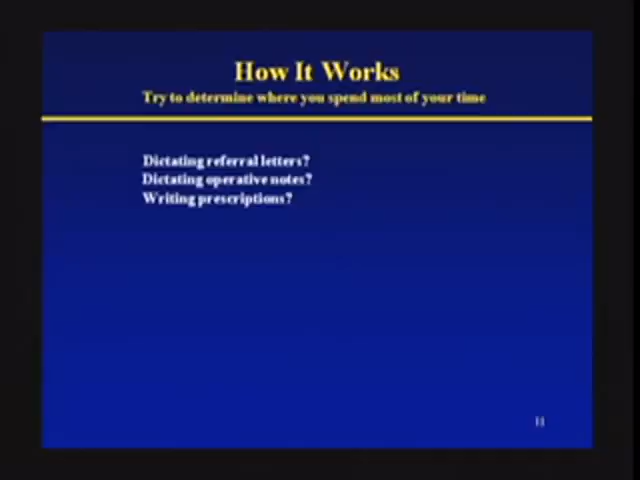 How It Works
Try to determine where you spend most of your time
Dictating referral letters?
Dictating operative notes?
Writing prescriptions?
11